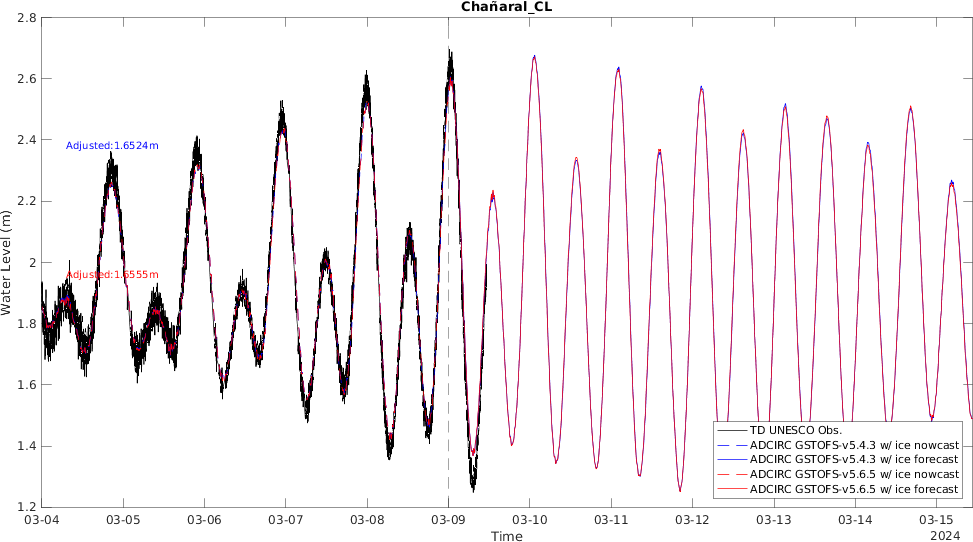 Chañaral_CL
2.8
2.6
2.4
2.2
2
1.8
1.6
1.4
1.2
Water Level (m)
Adjusted:1.6524m
Adjusted:1.6555m
TD UNESCO Obs.
ADCIRC GSTOFS-v5.4.3 w/ ice nowcast
ADCIRC GSTOFS-v5.4.3 w/ ice forecast
ADCIRC GSTOFS-v5.6.5 w/ ice nowcast
ADCIRC GSTOFS-v5.6.5 w/ ice forecast
03-04 03-05 03-06 03-07 03-08 03-09 03-10 03-11 03-12 03-13 03-14 03-15
Time
2024